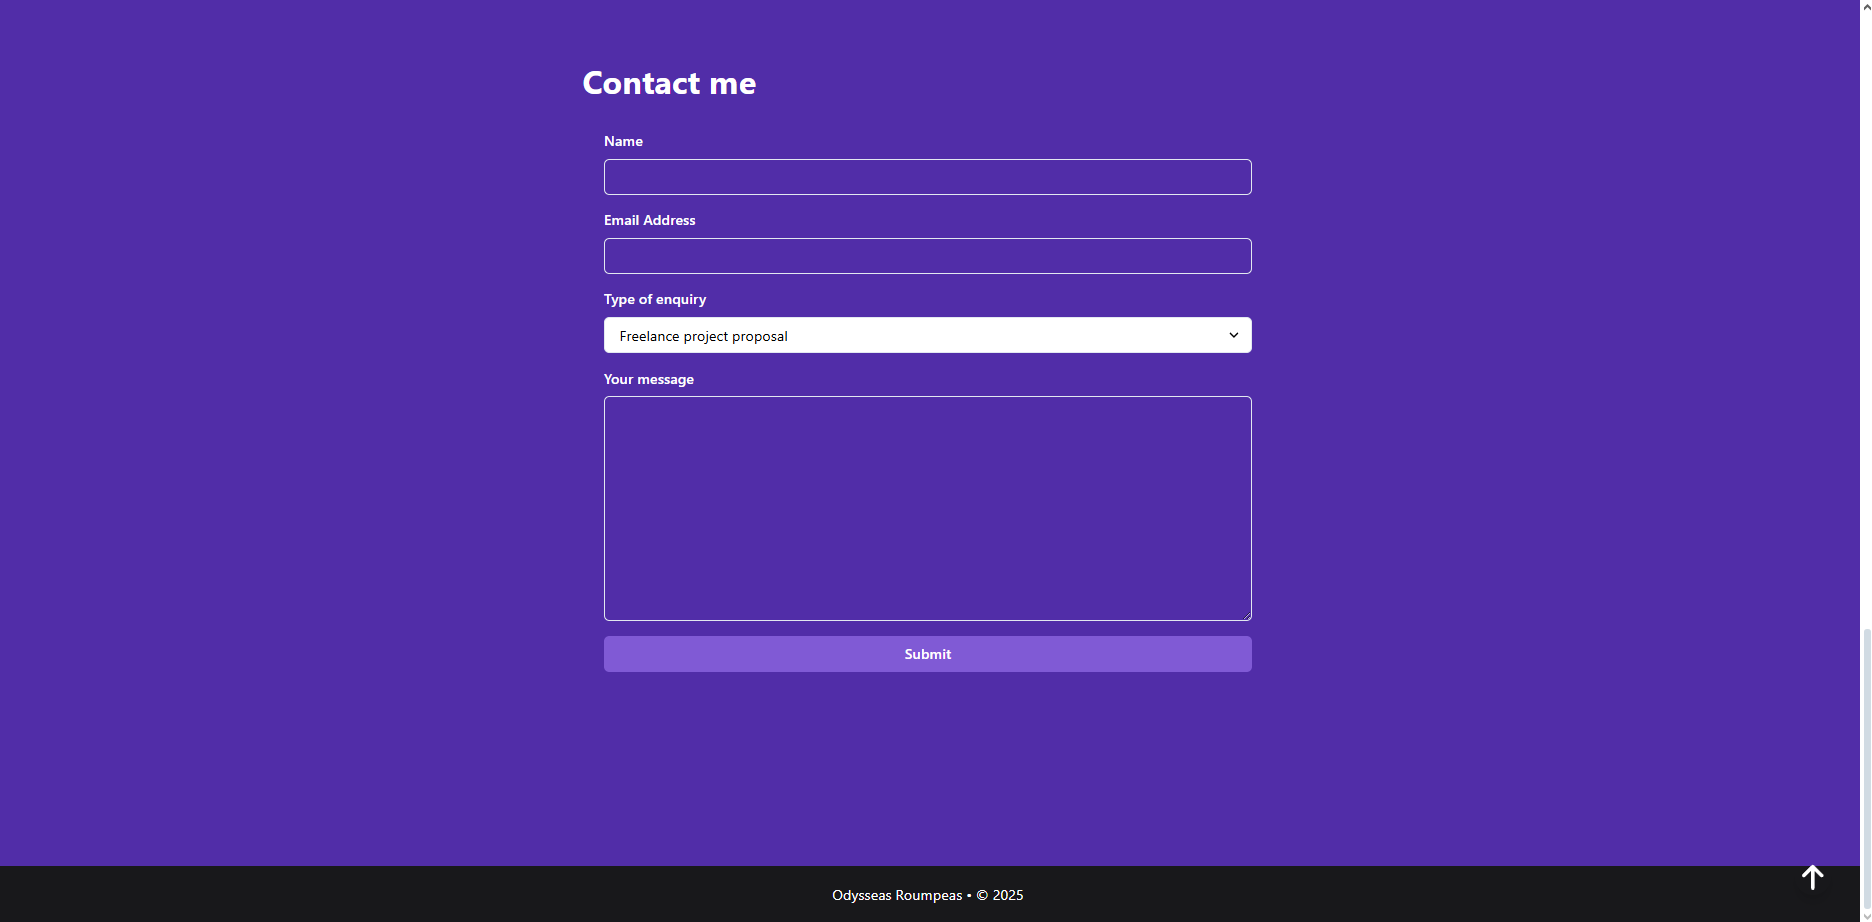 Contact me
Name
Email Address
Type of enquiry
Freelance project proposal
Your message
Submit
Odysseas Roumpeas • © 2025